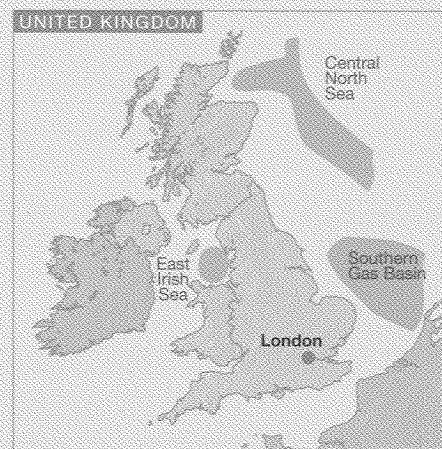 UNITED KINGDOM
Central
North
Sea
East
Irish
Sea
Southern
Gas Basin
London